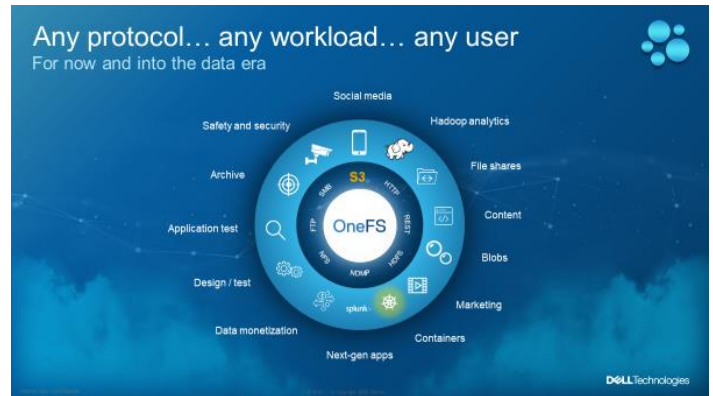 Any protocol... any workload... any user
For now and into the data era
Social media
Safety and security
Hadoop analytics
Archive
File shares
S3
SMB
HTTP
Application test
FTP
OneFS
REST
Content
NFS
HDFS
Blobs
NDMP
Design / test
splunk>
Marketing
Data monetization
Containers
Next-gen apps
DELL Technologies